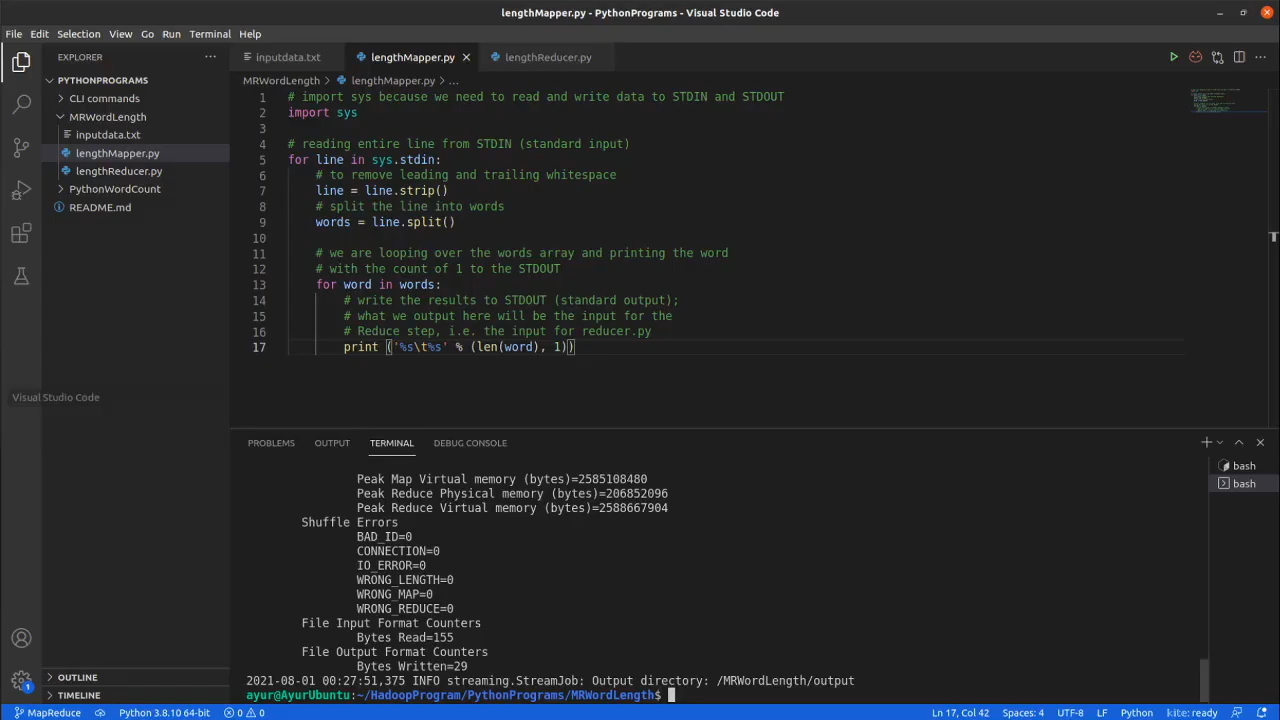 lengthMapper.py - PythonPrograms - Visual Studio Code
File Edit Selection View Go Run Terminal Help
EXPLORER
inputdata.txt lengthMapper.py lengthReducer.py
PYTHONPROGRAMS
CLI commands
MRWordLength
inputdata.txt
lengthMapper.py
lengthReducer.py
PythonWordCount
README.md
Visual Studio Code
OUTLINE
TIMELINE
1
MRWordLength > lengthMapper.py > ...
1 # import sys because we need to read and write data to STDIN and STDOUT
2 import sys
3
4 # reading entire line from STDIN (standard input)
5 for line in sys.stdin:
6 # to remove leading and trailing whitespace
7 line = line.strip()
8 # split the line into words
9 words = line.split()
10
11 # we are looping over the words array and printing the word
12 # with the count of 1 to the STDOUT
13 for word in words:
14 # write the results to STDOUT (standard output);
15 # what we output here will be the input for the
16 # Reduce step, i.e. the input for reducer.py
17 print ('%s\t%s' % (len(word), 1))
PROBLEMS OUTPUT TERMINAL DEBUG CONSOLE
bash
bash
Peak Map Virtual memory (bytes)=2585108480
Peak Reduce Physical memory (bytes)=206852096
Peak Reduce Virtual memory (bytes)=2588667904
Shuffle Errors
BAD_ID=0
CONNECTION=0
IO_ERROR=0
WRONG_LENGTH=0
WRONG_MAP=0
WRONG_REDUCE=0
File Input Format Counters
Bytes Read=155
File Output Format Counters
Bytes Written=29
2021-08-01 00:27:51,375 INFO streaming.StreamJob: Output directory: /MRWordLength/output
ayur@AyurUbuntu:~/HadoopProgram/PythonPrograms/MRWordLength$
MapReduce Python 3.8.10 64-bit 0 0 Ln 17, Col 42 Spaces: 4 UTF-8 LF Python kite: ready